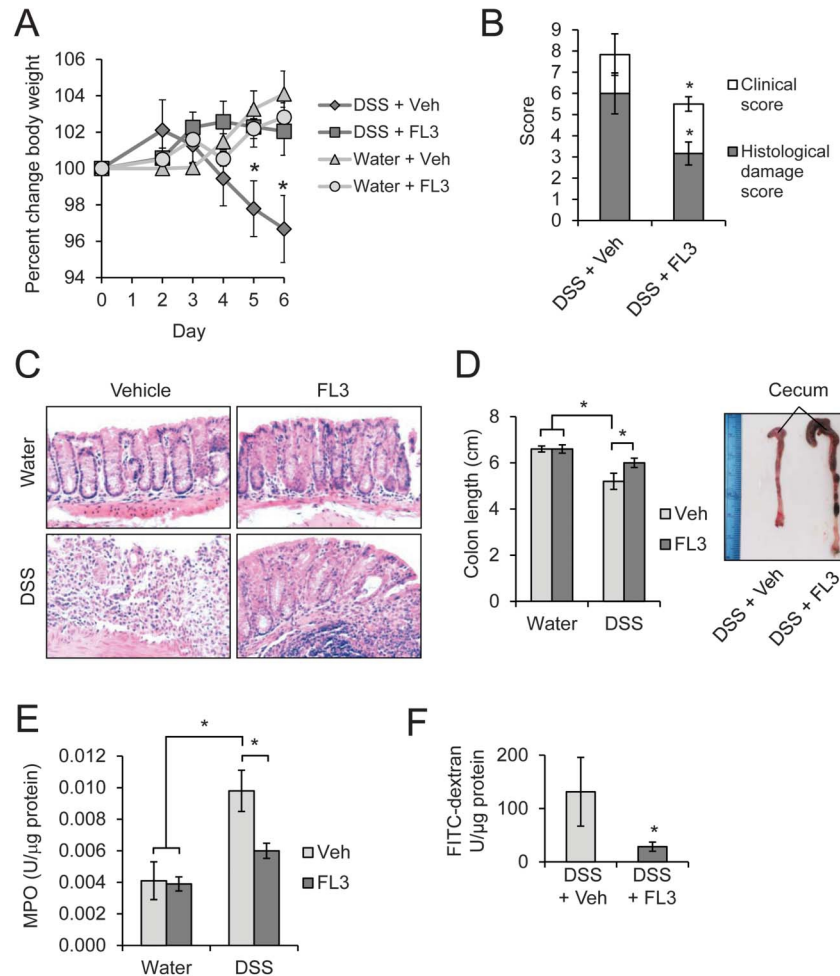 A
Percent change body weight
106
104
102
100
98
96
94
0 1 2 3 4 5 6
Day
* *
DSS + Veh
DSS + FL3
Water + Veh
Water + FL3
B
Score
9
8
7
6
5
4
3
2
1
0
*
*
DSS + Veh
DSS + FL3
Clinical
score
Histological
damage
score
C
Vehicle FL3
Water
DSS
D
Colon length (cm)
8
6
4
2
0
*
*
Water DSS
Veh
FL3
Cecum
DSS + Veh
DSS + FL3
E
MPO (U/µg protein)
0.012
0.010
0.008
0.006
0.004
0.002
0.000
*
*
Water DSS
Veh
FL3
F
FITC-dextran
U/µg protein
200
100
0
*
DSS DSS
+ Veh + FL3